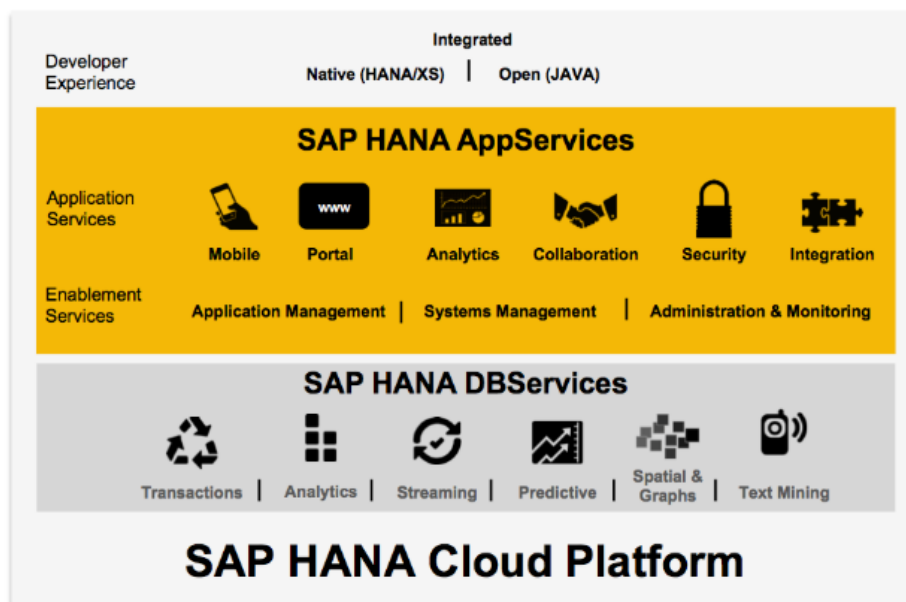 Integrated
Developer
Experience
Native (HANA/XS) | Open (JAVA)
SAP HANA AppServices
Application
Services
www
Mobile Portal Analytics Collaboration Security Integration
Enablement
Services
Application Management | Systems Management | Administration & Monitoring
SAP HANA DBServices
Transactions | Analytics | Streaming | Predictive | Spatial & Graphs | Text Mining
SAP HANA Cloud Platform